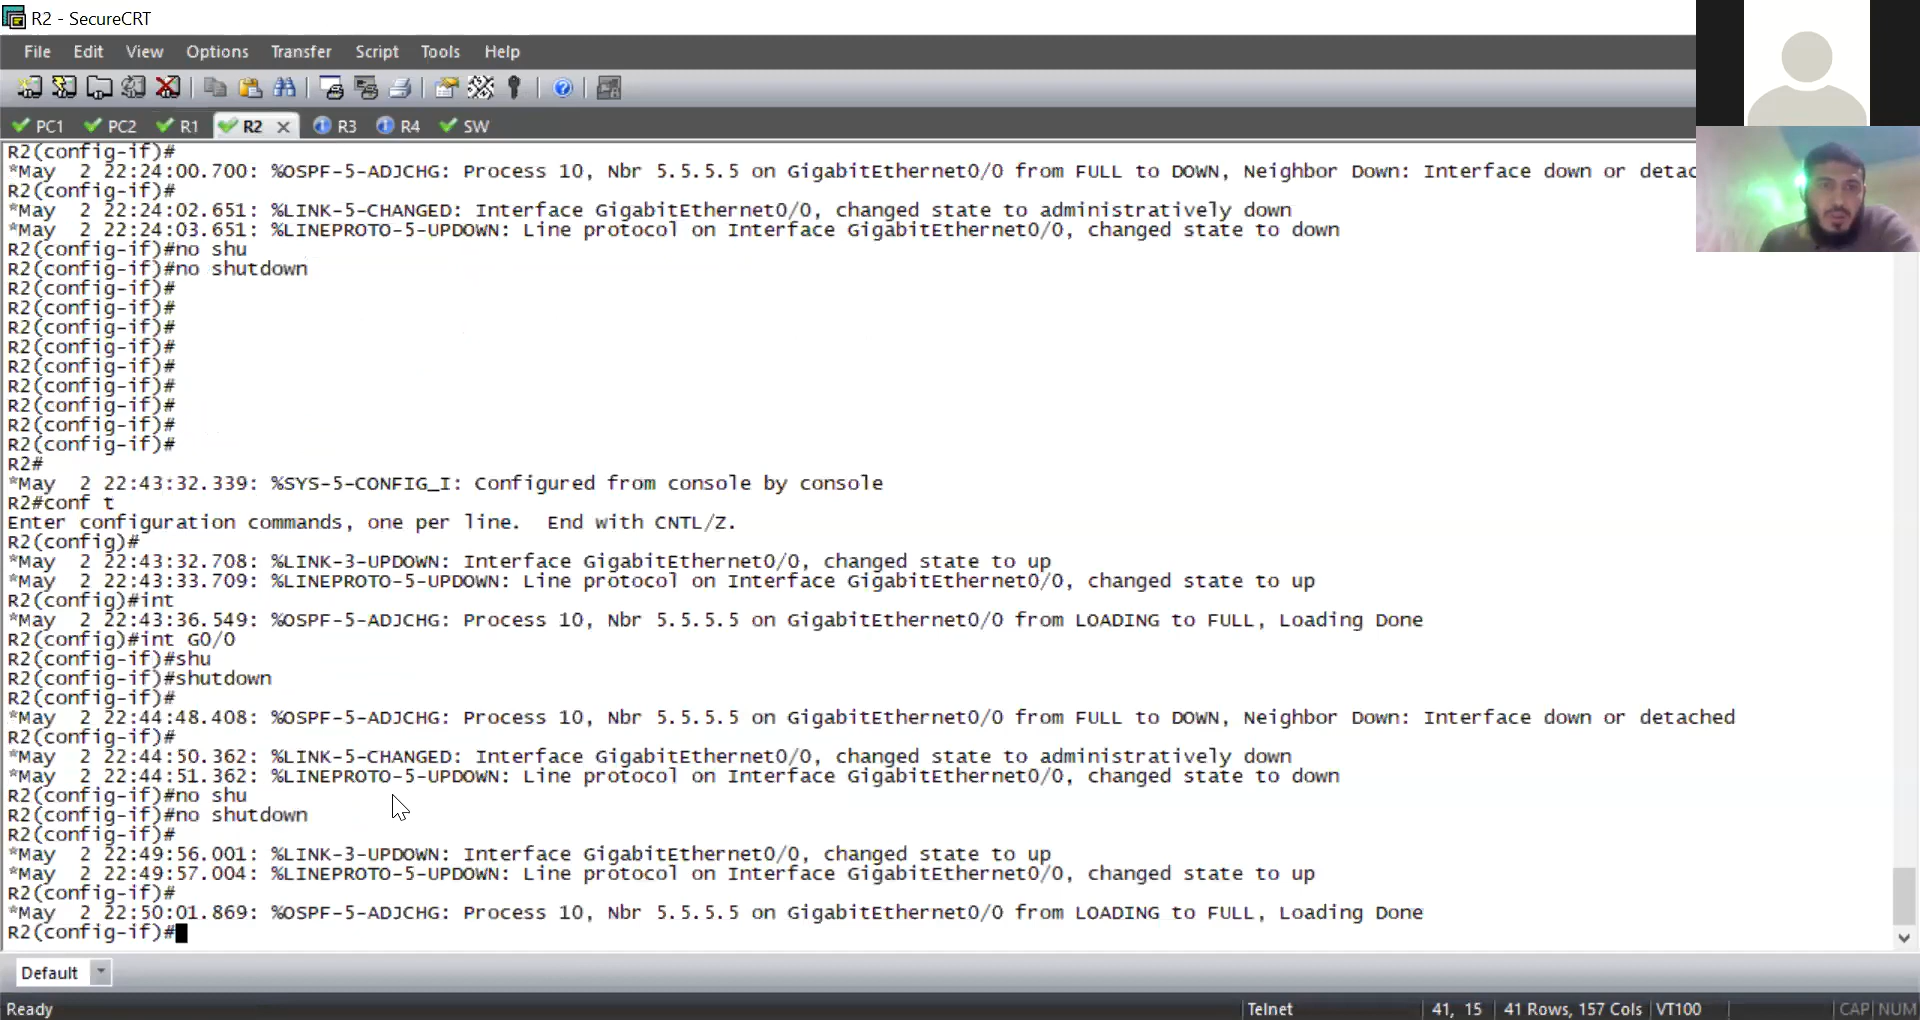 R2 - SecureCRT
File Edit View Options Transfer Script Tools Help
PC1 PC2 R1 R2 R3 R4 SW
R2(config-if)#
*May  2 22:24:00.700: %OSPF-5-ADJCHG: Process 10, Nbr 5.5.5.5 on GigabitEthernet0/0 from FULL to DOWN, Neighbor Down: Interface down or detac
R2(config-if)#
*May  2 22:24:02.651: %LINK-5-CHANGED: Interface GigabitEthernet0/0, changed state to administratively down
*May  2 22:24:03.651: %LINEPROTO-5-UPDOWN: Line protocol on Interface GigabitEthernet0/0, changed state to down
R2(config-if)#no shu
R2(config-if)#no shutdown
R2(config-if)#
R2(config-if)#
R2(config-if)#
R2(config-if)#
R2(config-if)#
R2(config-if)#
R2(config-if)#
R2(config-if)#
R2(config-if)#
R2#
*May  2 22:43:32.339: %SYS-5-CONFIG_I: Configured from console by console
R2#conf t
Enter configuration commands, one per line.  End with CNTL/Z.
R2(config)#
*May  2 22:43:32.708: %LINK-3-UPDOWN: Interface GigabitEthernet0/0, changed state to up
*May  2 22:43:33.709: %LINEPROTO-5-UPDOWN: Line protocol on Interface GigabitEthernet0/0, changed state to up
R2(config)#int
*May  2 22:43:36.549: %OSPF-5-ADJCHG: Process 10, Nbr 5.5.5.5 on GigabitEthernet0/0 from LOADING to FULL, Loading Done
R2(config)#int G0/0
R2(config-if)#shu
R2(config-if)#shutdown
R2(config-if)#
*May  2 22:44:48.408: %OSPF-5-ADJCHG: Process 10, Nbr 5.5.5.5 on GigabitEthernet0/0 from FULL to DOWN, Neighbor Down: Interface down or detached
R2(config-if)#
*May  2 22:44:50.362: %LINK-5-CHANGED: Interface GigabitEthernet0/0, changed state to administratively down
*May  2 22:44:51.362: %LINEPROTO-5-UPDOWN: Line protocol on Interface GigabitEthernet0/0, changed state to down
R2(config-if)#no shu
R2(config-if)#no shutdown
R2(config-if)#
*May  2 22:49:56.001: %LINK-3-UPDOWN: Interface GigabitEthernet0/0, changed state to up
*May  2 22:49:57.004: %LINEPROTO-5-UPDOWN: Line protocol on Interface GigabitEthernet0/0, changed state to up
R2(config-if)#
*May  2 22:50:01.869: %OSPF-5-ADJCHG: Process 10, Nbr 5.5.5.5 on GigabitEthernet0/0 from LOADING to FULL, Loading Done
R2(config-if)#
Default
Ready Telnet 41, 15 41 Rows, 157 Cols VT100 CAP NUM